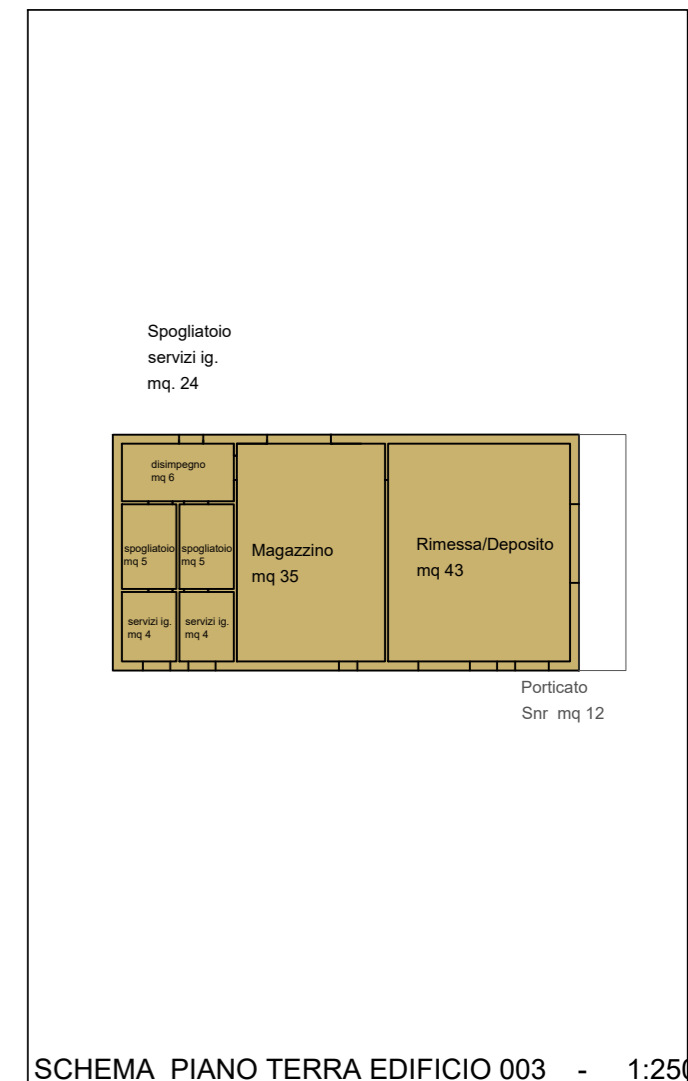 Spogliatoio
servizi ig.
mq. 24
disimpegno
mq 6
spogliatoio
mq 5
spogliatoio
mq 5
Magazzino
mq 35
Rimessa/Deposito
mq 43
servizi ig.
mq 4
servizi ig.
mq 4
Porticato
Snr mq 12
SCHEMA PIANO TERRA EDIFICIO 003 - 1:250